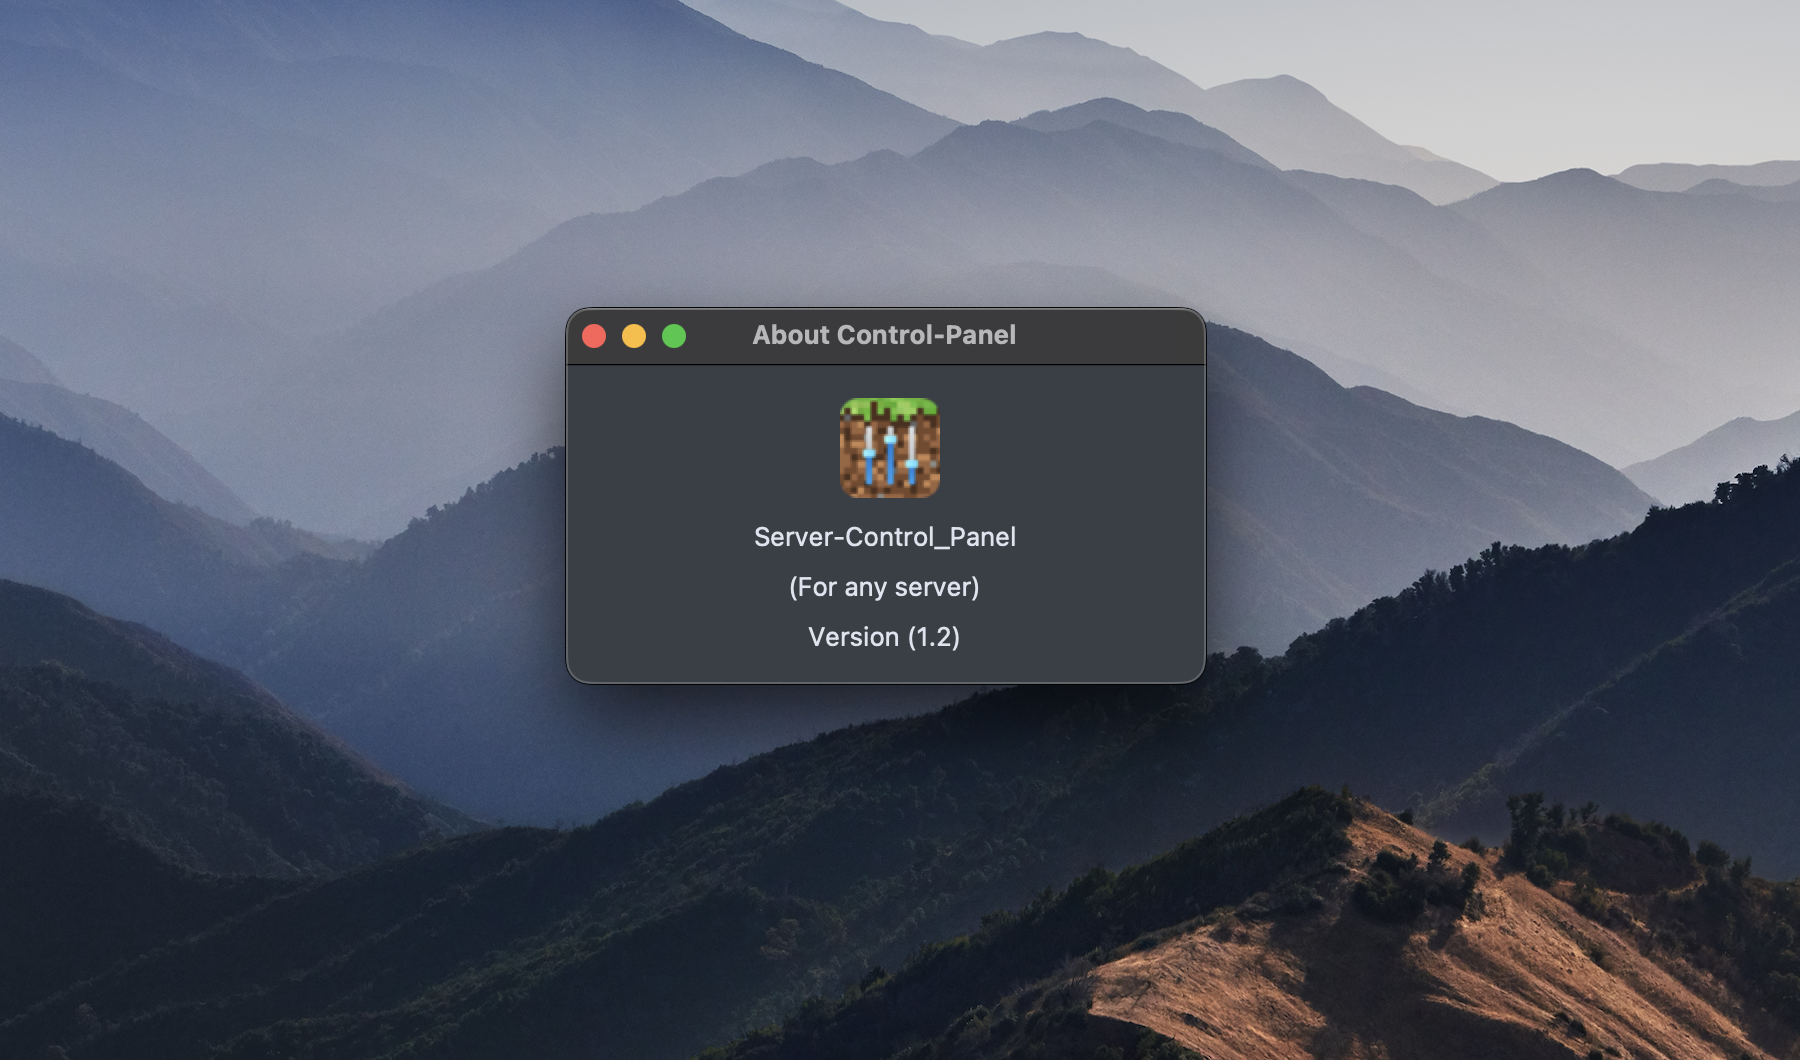 About Control-Panel
Server-Control_Panel
(For any server)
Version (1.2)